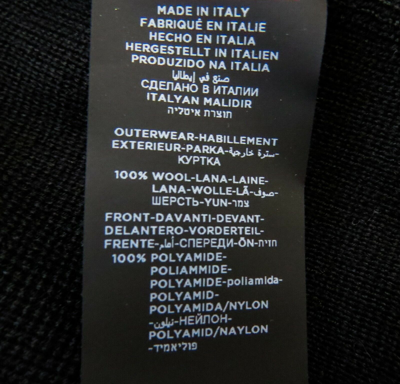 MADE IN ITALY
FABRIQUÉ EN ITALIE
HECHO EN ITALIA
HERGESTELLT IN ITALIEN
PRODUZIDO NA ITALIA
صنع في إيطاليا
СДЕЛАНО В ИТАЛИИ
ITALYAN MALIDIR
תוצרת איטליה
OUTERWEAR-HABILLEMENT
EXTERIEUR-PARKA-سترة خارجية-
КУРТКА
100% WOOL-LANA-LAINE-
LANA-WOLLE-LÃ-صوف-
ШЕРСТЬ-YUN-צמר
FRONT-DAVANTI-DEVANT-
DELANTERO-VORDERTEIL-
FRENTE-أمام-СПЕРЕДИ-ÖN-חזית
100% POLYAMIDE-
POLIAMMIDE-
POLYAMIDE-poliamida-
POLYAMID-
POLYAMIDA/NYLON
-نيلون-НЕЙЛОН-
POLYAMID/NAYLON
-פוליאמיד